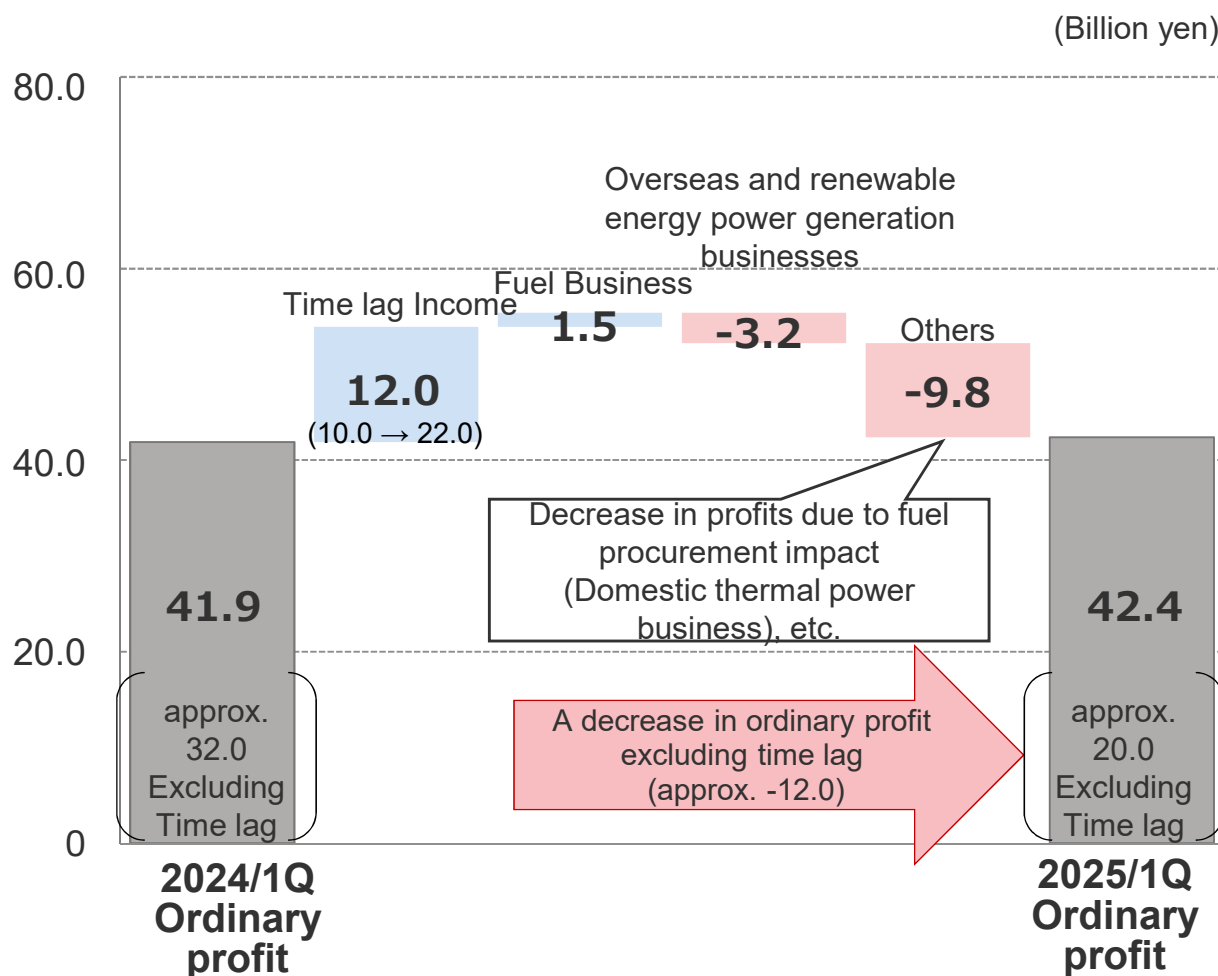 (Billion yen)
80.0
60.0
40.0
20.0
0
Overseas and renewable
energy power generation
businesses
Time lag Income
Fuel Business
Others
12.0
(10.0 → 22.0)
1.5
-3.2
-9.8
Decrease in profits due to fuel
procurement impact
(Domestic thermal power
business), etc.
41.9
42.4
approx.
32.0
Excluding
Time lag
A decrease in ordinary profit
excluding time lag
(approx. -12.0)
approx.
20.0
Excluding
Time lag
2024/1Q
Ordinary
profit
2025/1Q
Ordinary
profit